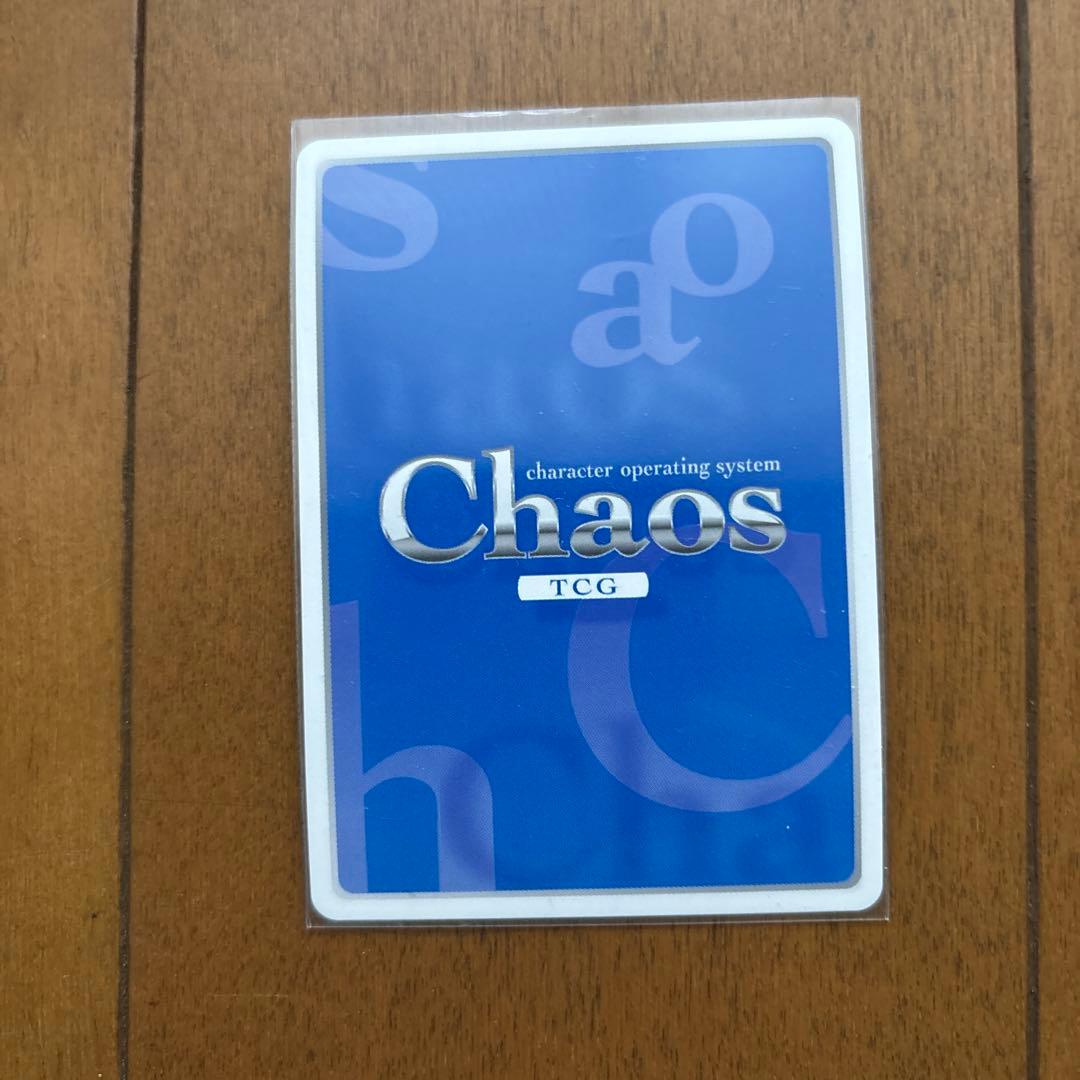 s
a o
character operating system
Chaos
TCG
h C